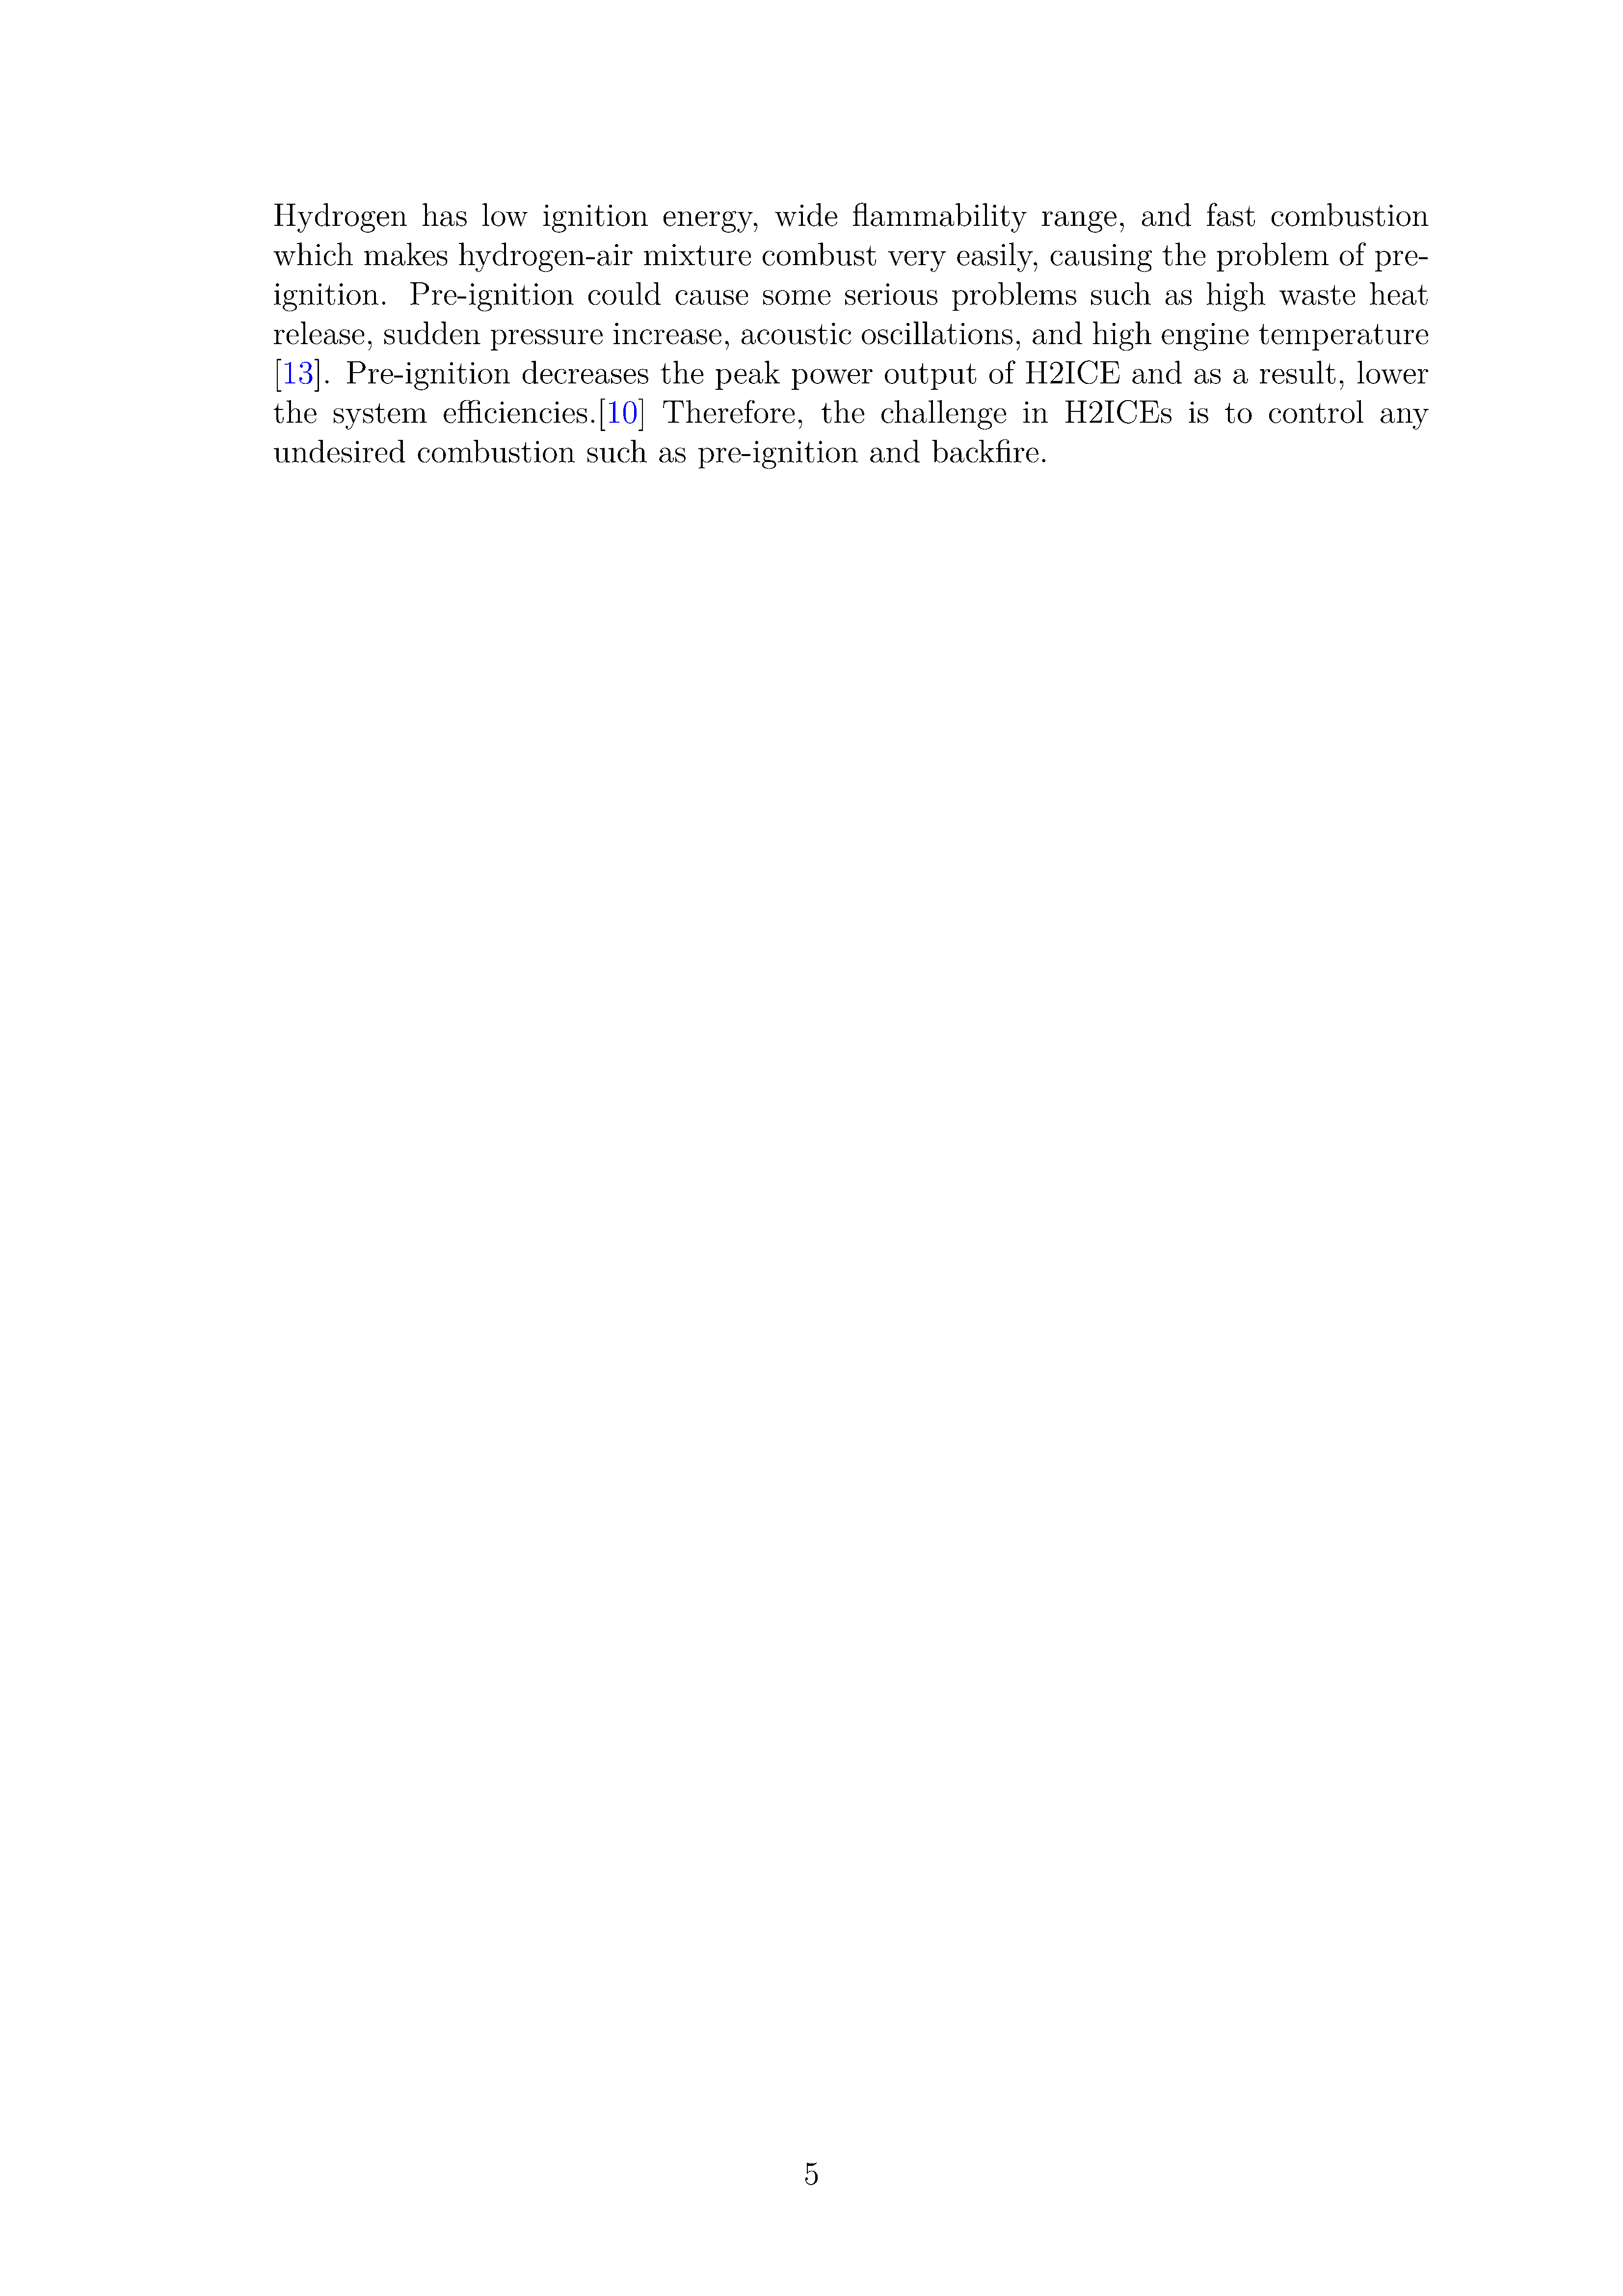 Hydrogen has low ignition energy, wide flammability range, and fast combustion
which makes hydrogen-air mixture combust very easily, causing the problem of pre-
ignition. Pre-ignition could cause some serious problems such as high waste heat
release, sudden pressure increase, acoustic oscillations, and high engine temperature
[13]. Pre-ignition decreases the peak power output of H2ICE and as a result, lower
the system efficiencies.[10] Therefore, the challenge in H2ICEs is to control any
undesired combustion such as pre-ignition and backfire.
5